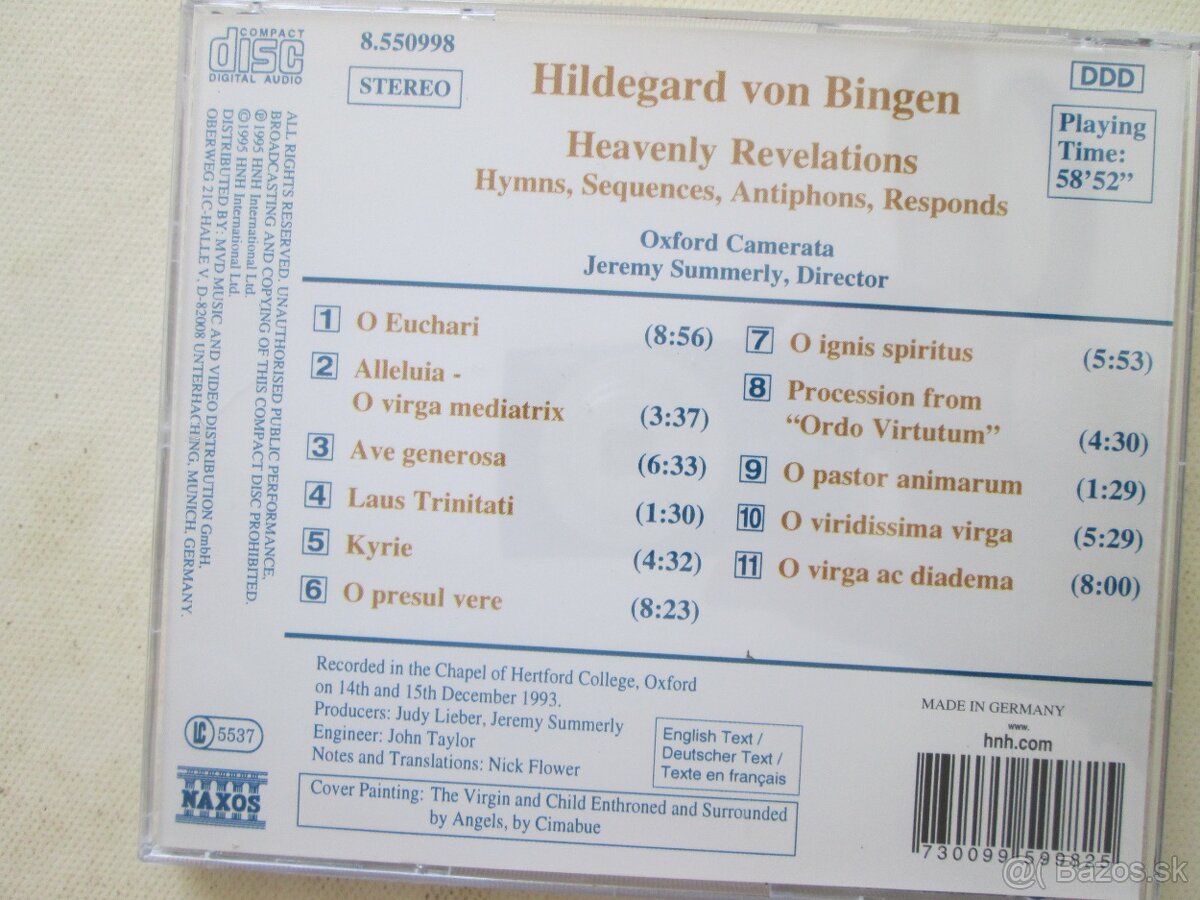 COMPACT
disc
DIGITAL AUDIO
8.550998
STEREO
Hildegard von Bingen
Heavenly Revelations
Hymns, Sequences, Antiphons, Responds
Oxford Camerata
Jeremy Summerly, Director
DDD
Playing
Time:
58’52”
1 O Euchari (8:56)
2 Alleluia -
O virga mediatrix (3:37)
3 Ave generosa (6:33)
4 Laus Trinitati (1:30)
5 Kyrie (4:32)
6 O presul vere (8:23)
7 O ignis spiritus (5:53)
8 Procession from
“Ordo Virtutum” (4:30)
9 O pastor animarum (1:29)
10 O viridissima virga (5:29)
11 O virga ac diadema (8:00)
ALL RIGHTS RESERVED. UNAUTHORISED PUBLIC PERFORMANCE,
BROADCASTING AND COPYING OF THIS COMPACT DISC PROHIBITED.
℗ 1995 HNH International Ltd.
© 1995 HNH International Ltd.
DISTRIBUTED BY: MVD MUSIC AND VIDEO DISTRIBUTION GmbH,
OBERWEG 21C-HALLE V. D-82008 MUNICH, GERMANY.
Recorded in the Chapel of Hertford College, Oxford
on 14th and 15th December 1993.
Producers: Judy Lieber, Jeremy Summerly
Engineer: John Taylor
Notes and Translations: Nick Flower
English Text /
Deutscher Text /
Texte en français
Cover Painting: The Virgin and Child Enthroned and Surrounded
by Angels, by Cimabue
LC 5537
NAXOS
MADE IN GERMANY
www.
hnh.com
7 30099 59982 5
@( Bazos.sk